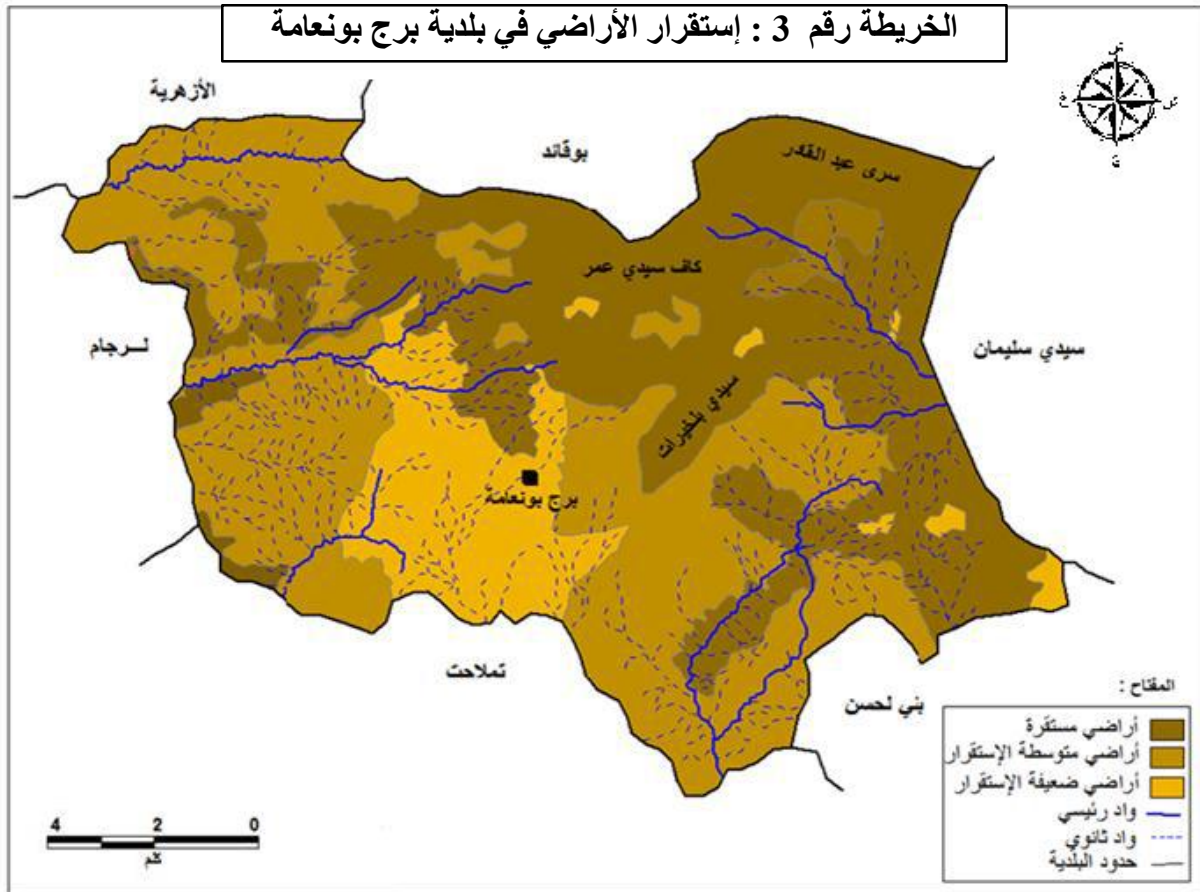 الخريطة رقم 3 : إستقرار الأراضي في بلدية برج بونعامة
الأزهرية
بوقائد
سرى عبد القادر
كاف سيدي عمر
سيدي سليمان
لــرجام
سيدي بلخيرات
برج بونعامة
تملاحت
بني لحسن
المفتاح :
أراضي مستقرة
أراضي متوسطة الإستقرار
أراضي ضعيفة الإستقرار
واد رئيسي
واد ثانوي
حدود البلدية
4 2 0
كلم